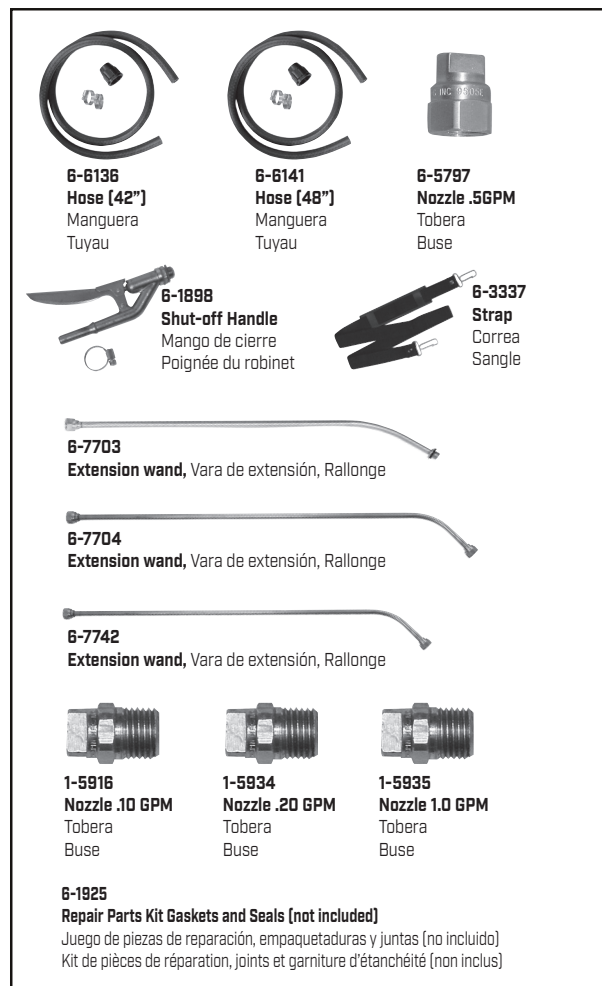 6-6136
Hose (42”)
Manguera
Tuyau
6-6141
Hose (48”)
Manguera
Tuyau
6-5797
Nozzle .5GPM
Tobera
Buse
6-1898
Shut-off Handle
Mango de cierre
Poignée du robinet
6-3337
Strap
Correa
Sangle
6-7703
Extension wand, Vara de extensión, Rallonge
6-7704
Extension wand, Vara de extensión, Rallonge
6-7742
Extension wand, Vara de extensión, Rallonge
1-5916
Nozzle .10 GPM
Tobera
Buse
1-5934
Nozzle .20 GPM
Tobera
Buse
1-5935
Nozzle 1.0 GPM
Tobera
Buse
6-1925
Repair Parts Kit Gaskets and Seals (not included)
Juego de piezas de reparación, empaquetaduras y juntas (no incluido)
Kit de pièces de réparation, joints et garniture d’étanchéité (non inclus)